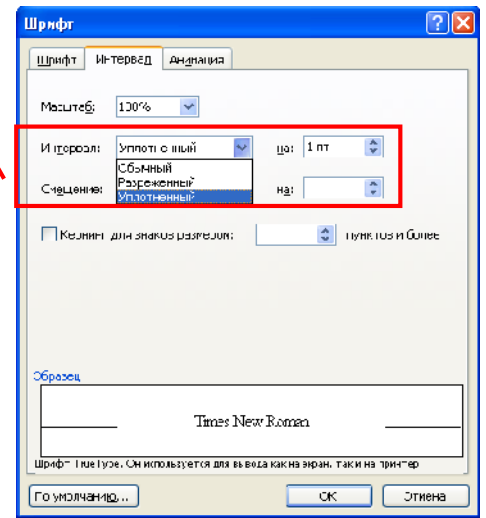 Шрифт
Шрифт Интервал Анимация
Масштаб: 100%
Интервал: Уплотненный на: 1 пт
Обычный
Разреженный
Уплотненный
Смещение: на:
Кернинг для знаков размером: пунктов и более
Образец
Times New Roman
Шрифт TrueType. Он используется для вывода как на экран, так и на принтер
По умолчанию... ОК Отмена